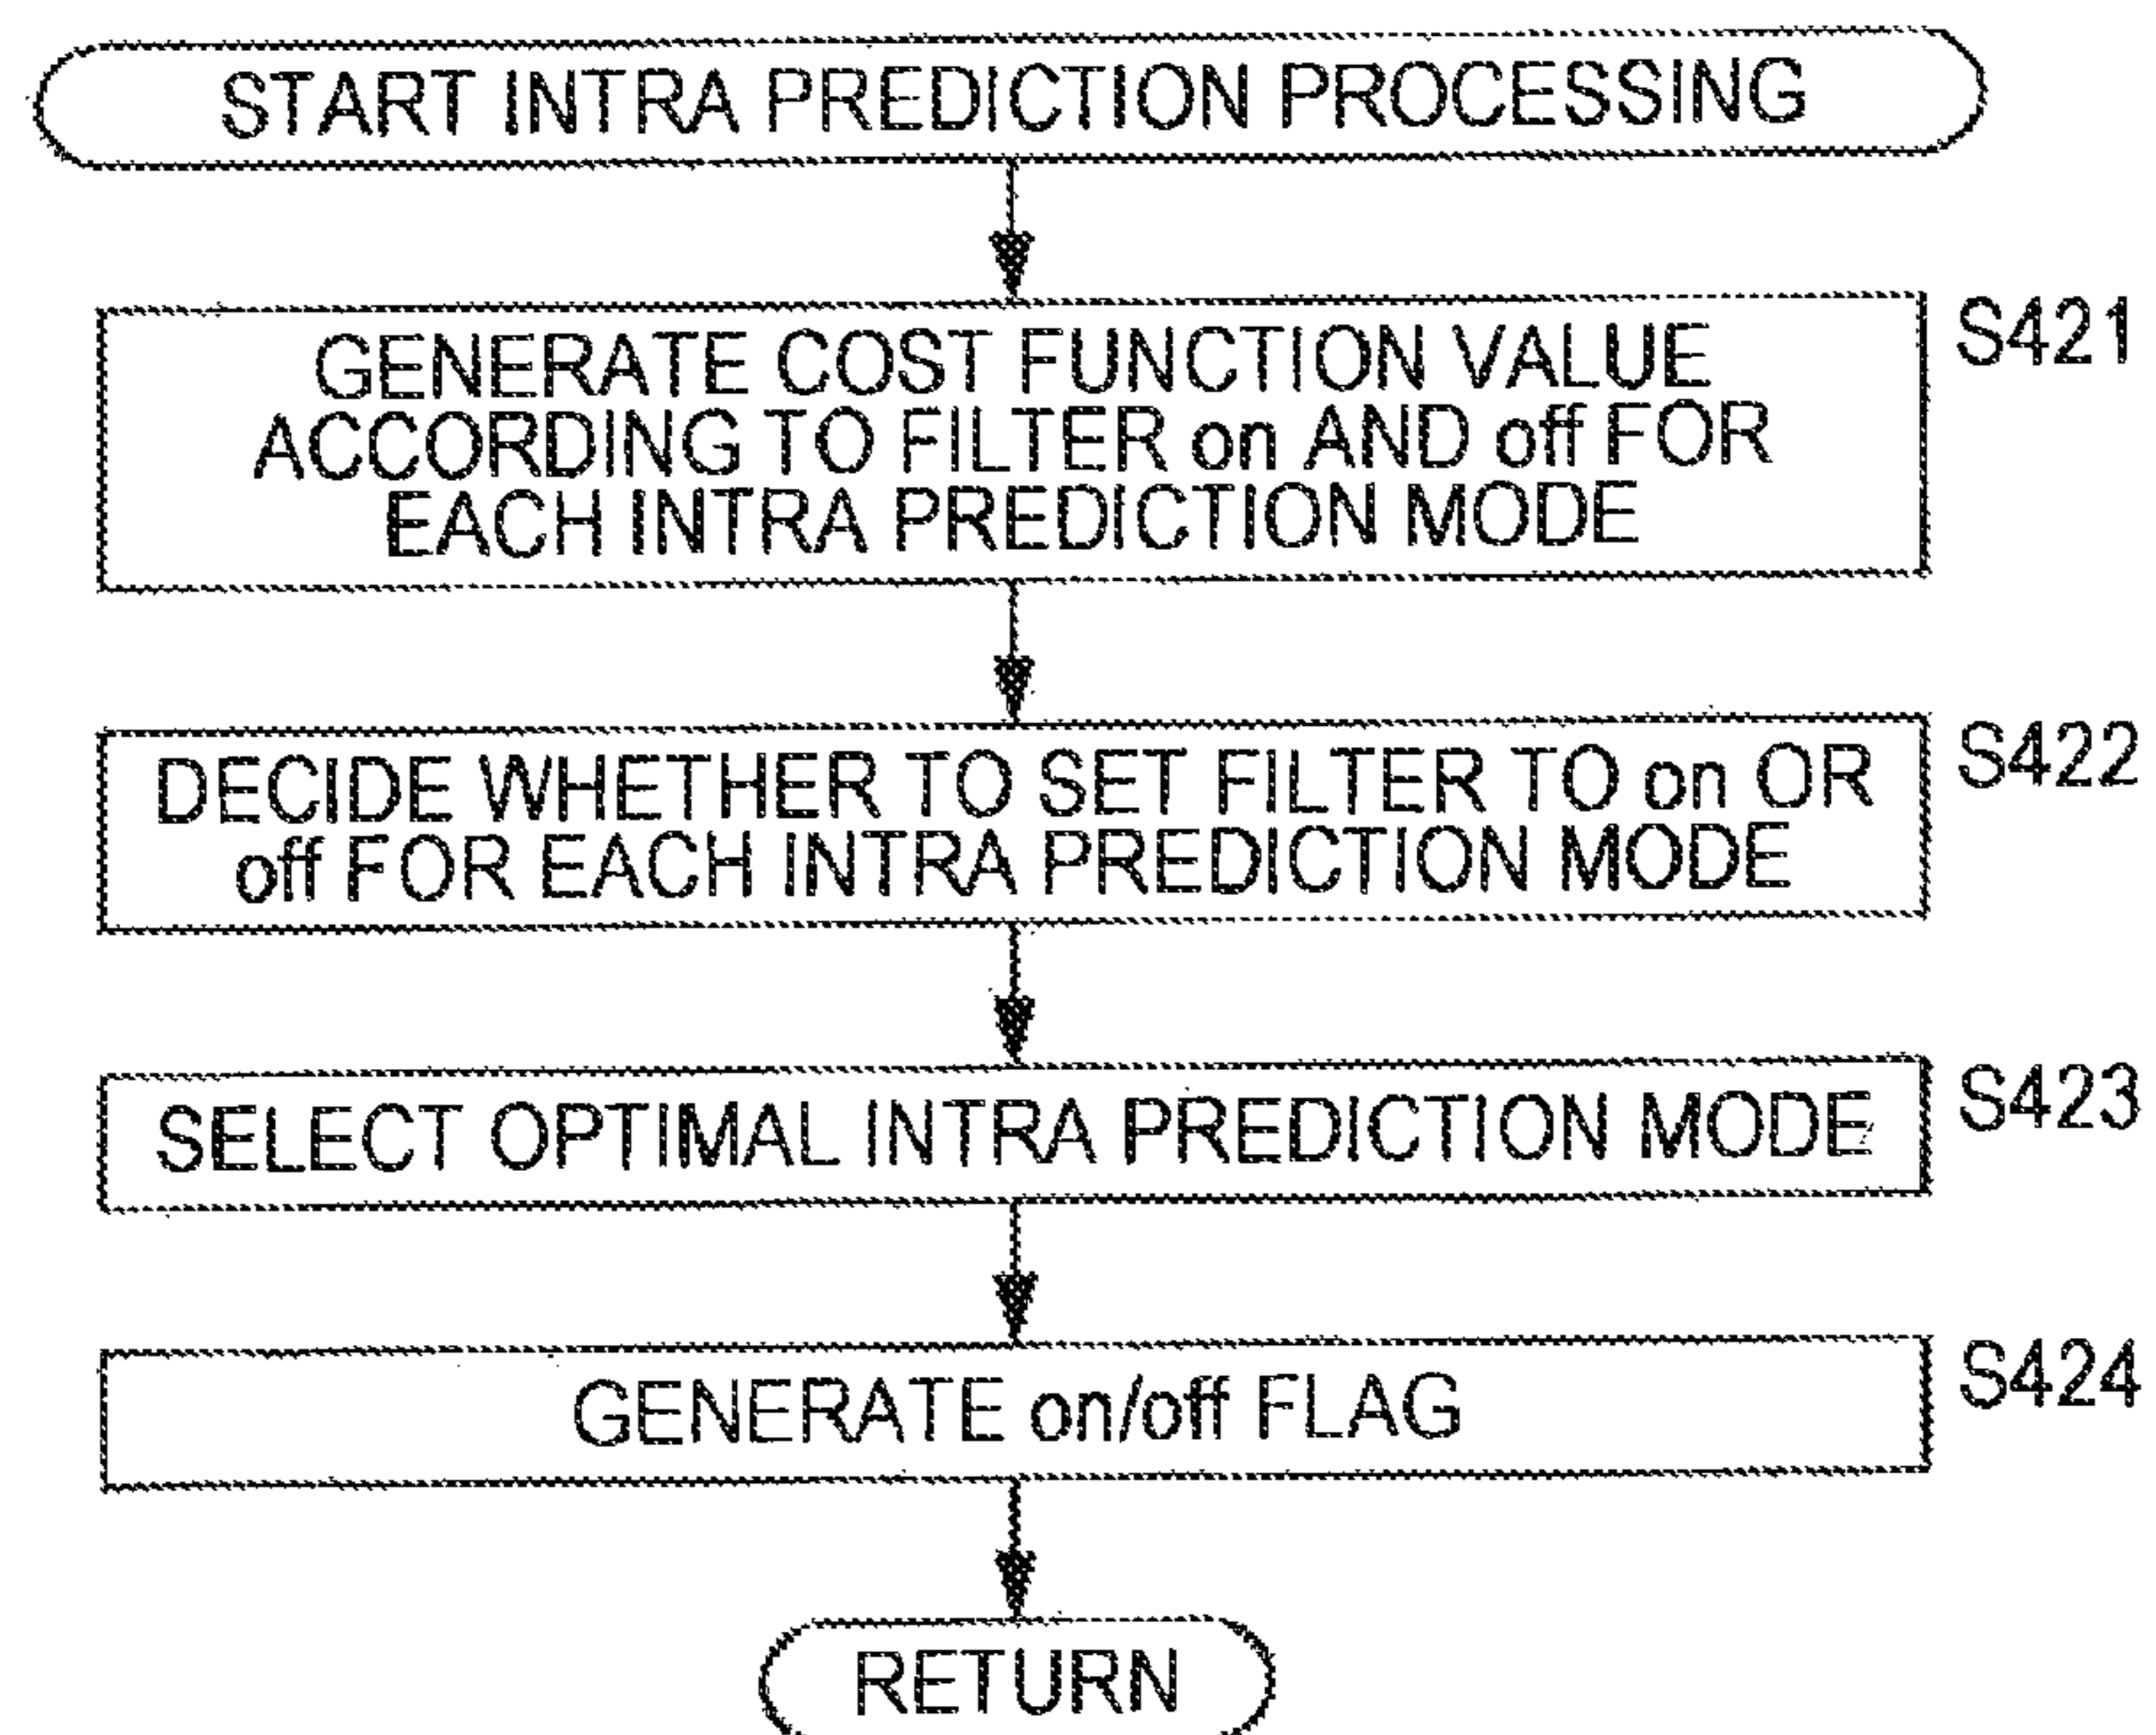 START INTRA PREDICTION PROCESSING
GENERATE COST FUNCTION VALUE
ACCORDING TO FILTER on AND off FOR
EACH INTRA PREDICTION MODE
S421
DECIDE WHETHER TO SET FILTER TO on OR
off FOR EACH INTRA PREDICTION MODE
S422
SELECT OPTIMAL INTRA PREDICTION MODE
S423
GENERATE on/off FLAG
S424
RETURN